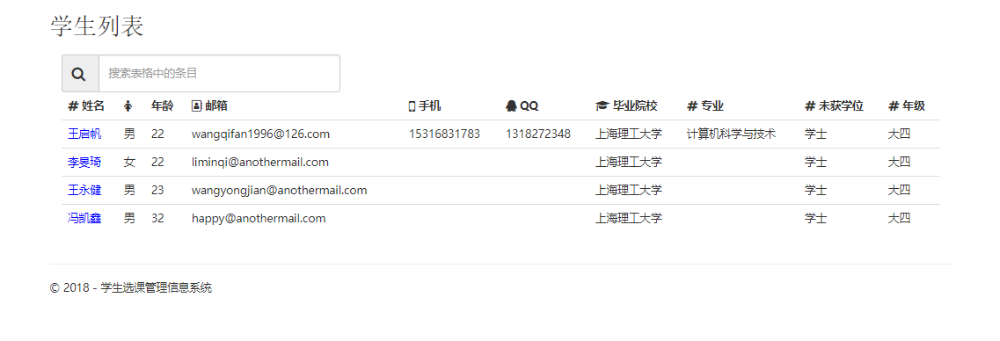 学生列表
搜索表格中的条目
# 姓名 年龄 邮箱 手机 QQ 毕业院校 # 专业 # 未获学位 # 年级
王启帆 男 22 wangqifan1996@126.com 15316831783 1318272348 上海理工大学 计算机科学与技术 学士 大四
李旻琦 女 22 liminqi@anothermail.com 上海理工大学 学士 大四
王永健 男 23 wangyongjian@anothermail.com 上海理工大学 学士 大四
冯凯鑫 男 32 happy@anothermail.com 上海理工大学 学士 大四
© 2018 - 学生选课管理信息系统